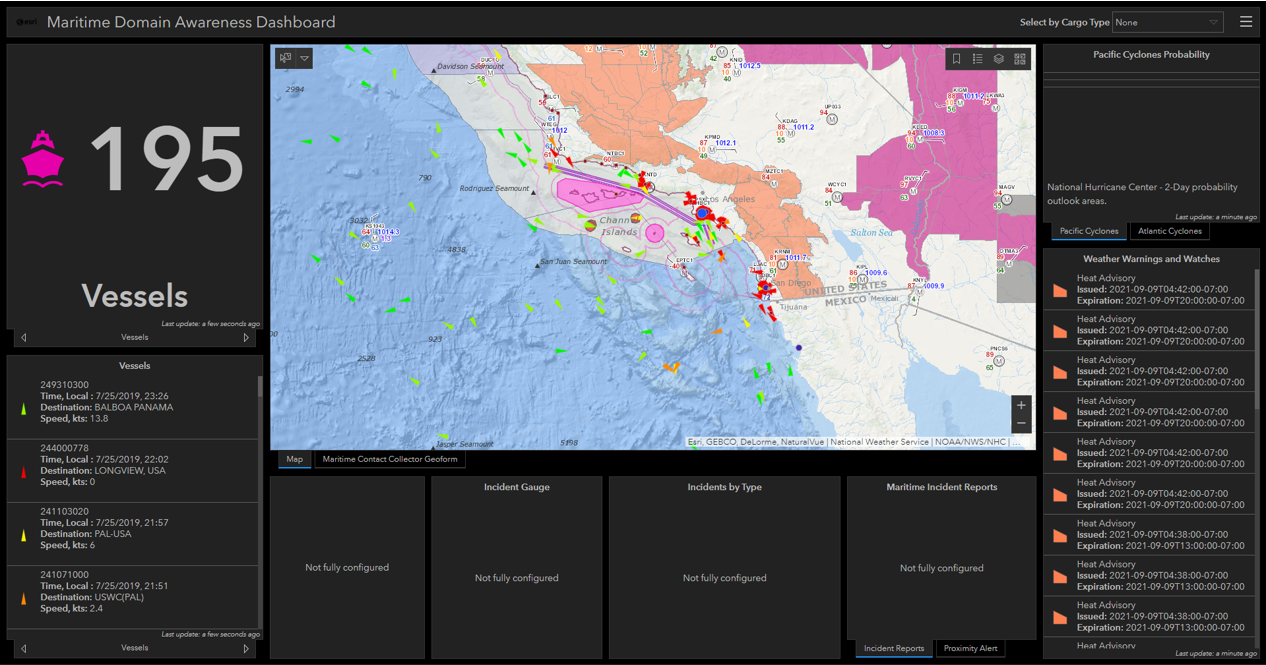 esri Maritime Domain Awareness Dashboard
Select by Cargo Type None
195
Vessels
Last update: a few seconds ago
Vessels
Vessels
249310300
Time, Local : 7/25/2019, 23:26
Destination: BALBOA PANAMA
Speed, kts: 13.8
244000778
Time, Local : 7/25/2019, 22:02
Destination: LONGVIEW, USA
Speed, kts: 0
241103020
Time, Local : 7/25/2019, 21:57
Destination: PAL-USA
Speed, kts: 6
241071000
Time, Local : 7/25/2019, 21:51
Destination: USWC(PAL)
Speed, kts: 2.4
Last update: a few seconds ago
Vessels
Davidson Seamount
2994
790
Rodriguez Seamount
3032
4838
San Juan Seamount
923
2528
Jasper Seamount
5198
Channel
Islands
Los Angeles
San Diego
Tijuana
Mexicali
Salton Sea
UNITED STATES
MEXICO
KNID
1012.5
KPMD
1012.1
KDAG
1011.2
UP033
1008.3
WCYC1
MZFC1
MAGV
KIPL
1009.6
1009.9
PNCS6
1011.7
1014.3
1012
Esri, GEBCO, DeLorme, NaturalVue | National Weather Service | NOAA/NWS/NHC | ...
Map
Maritime Contact Collector Geoform
Not fully configured
Incident Gauge
Not fully configured
Incidents by Type
Not fully configured
Maritime Incident Reports
Not fully configured
Incident Reports
Proximity Alert
Pacific Cyclones Probability
National Hurricane Center - 2-Day probability
outlook areas.
Last update: a minute ago
Pacific Cyclones
Atlantic Cyclones
Weather Warnings and Watches
Heat Advisory
Issued: 2021-09-09T04:42:00-07:00
Expiration: 2021-09-09T20:00:00-07:00
Heat Advisory
Issued: 2021-09-09T04:42:00-07:00
Expiration: 2021-09-09T20:00:00-07:00
Heat Advisory
Issued: 2021-09-09T04:42:00-07:00
Expiration: 2021-09-09T20:00:00-07:00
Heat Advisory
Issued: 2021-09-09T04:42:00-07:00
Expiration: 2021-09-09T20:00:00-07:00
Heat Advisory
Issued: 2021-09-09T04:42:00-07:00
Expiration: 2021-09-09T20:00:00-07:00
Heat Advisory
Issued: 2021-09-09T04:42:00-07:00
Expiration: 2021-09-09T20:00:00-07:00
Heat Advisory
Issued: 2021-09-09T04:38:00-07:00
Expiration: 2021-09-09T13:00:00-07:00
Heat Advisory
Issued: 2021-09-09T04:38:00-07:00
Expiration: 2021-09-09T13:00:00-07:00
Heat Advisory
Issued: 2021-09-09T04:38:00-07:00
Expiration: 2021-09-09T13:00:00-07:00
Heat Advisory
Last update: a minute ago